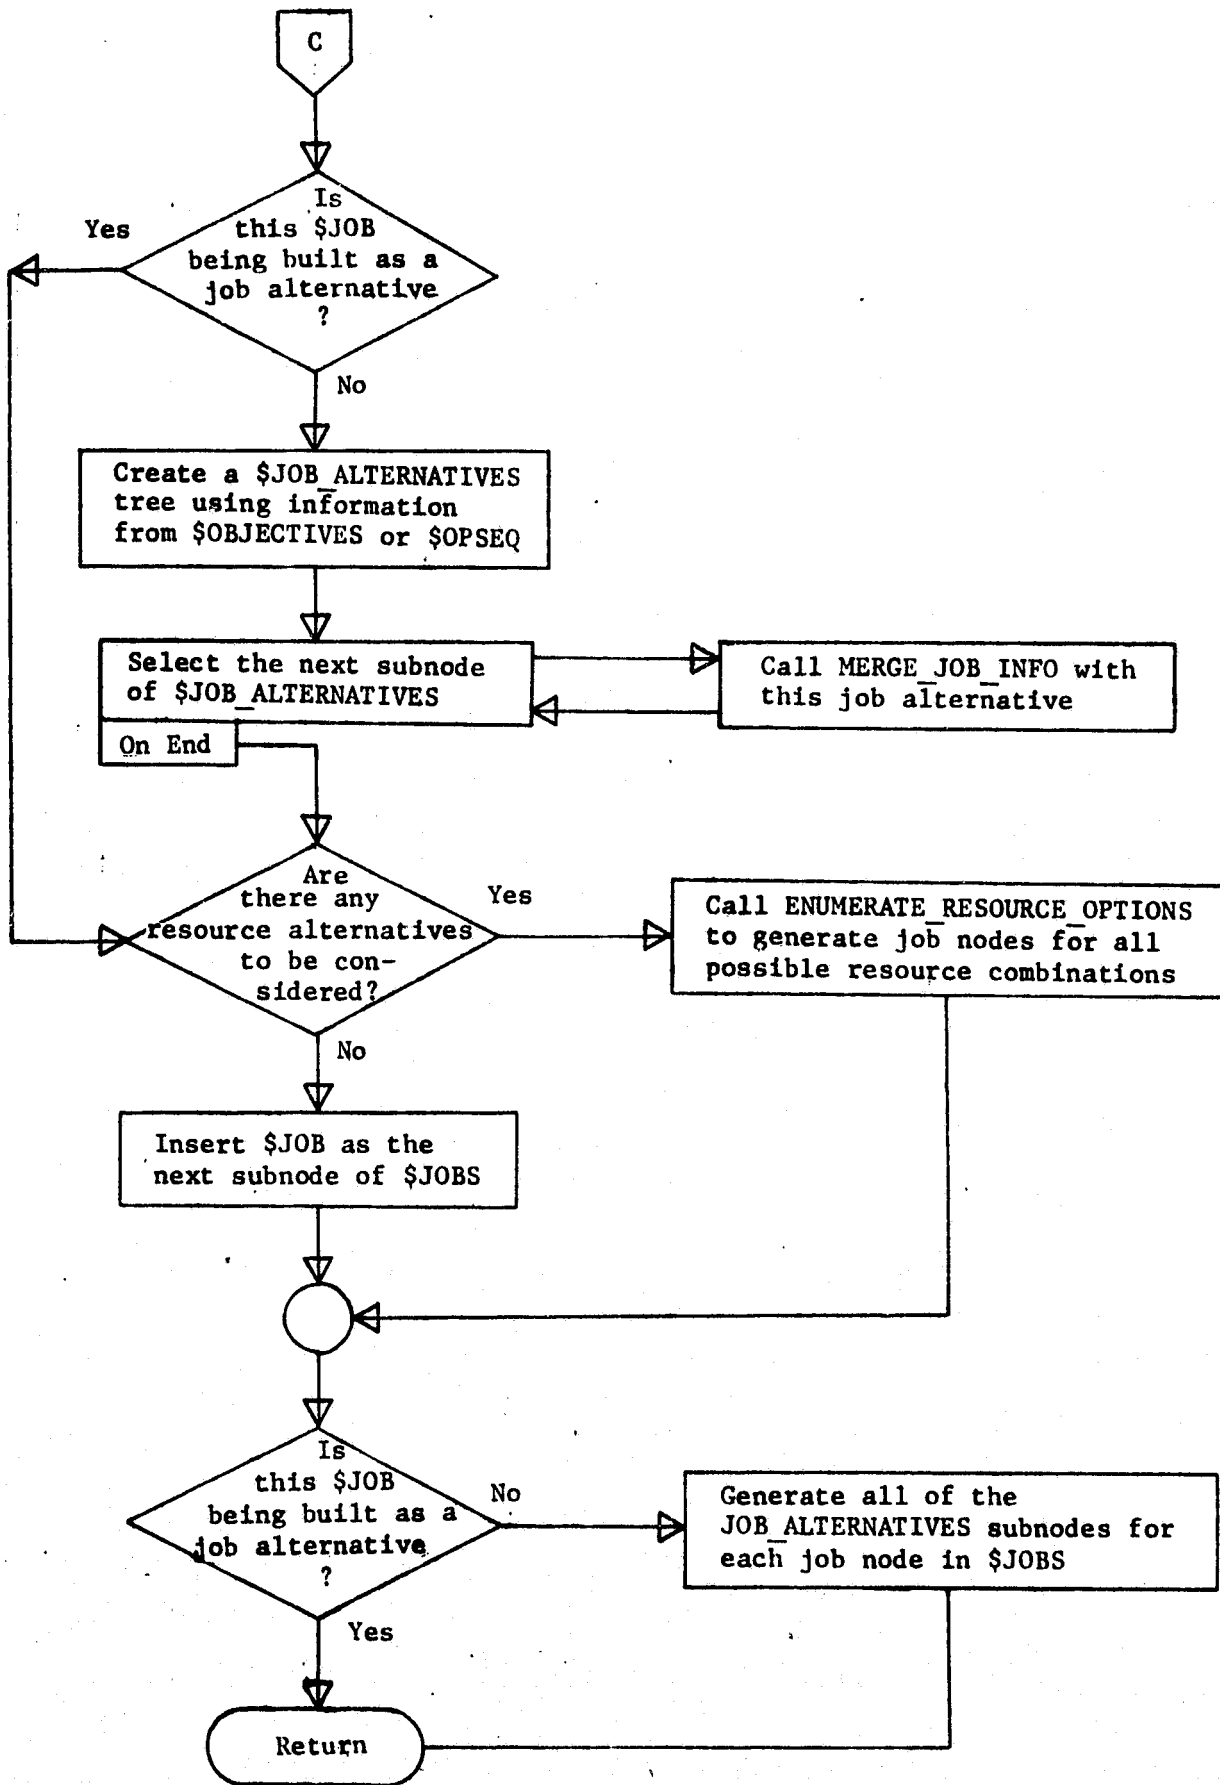 C
Is
this $JOB
being built as a
job alternative
?
Yes
No
Create a $JOB_ALTERNATIVES
tree using information
from $OBJECTIVES or $OPSEQ
Select the next subnode
of $JOB_ALTERNATIVES
On End
Call MERGE_JOB_INFO with
this job alternative
Are
there any
resource alternatives
to be con-
sidered?
Yes
No
Call ENUMERATE_RESOURCE_OPTIONS
to generate job nodes for all
possible resource combinations
Insert $JOB as the
next subnode of $JOBS
Is
this $JOB
being built as a
job alternative
?
No
Yes
Generate all of the
JOB_ALTERNATIVES subnodes for
each job node in $JOBS
Return